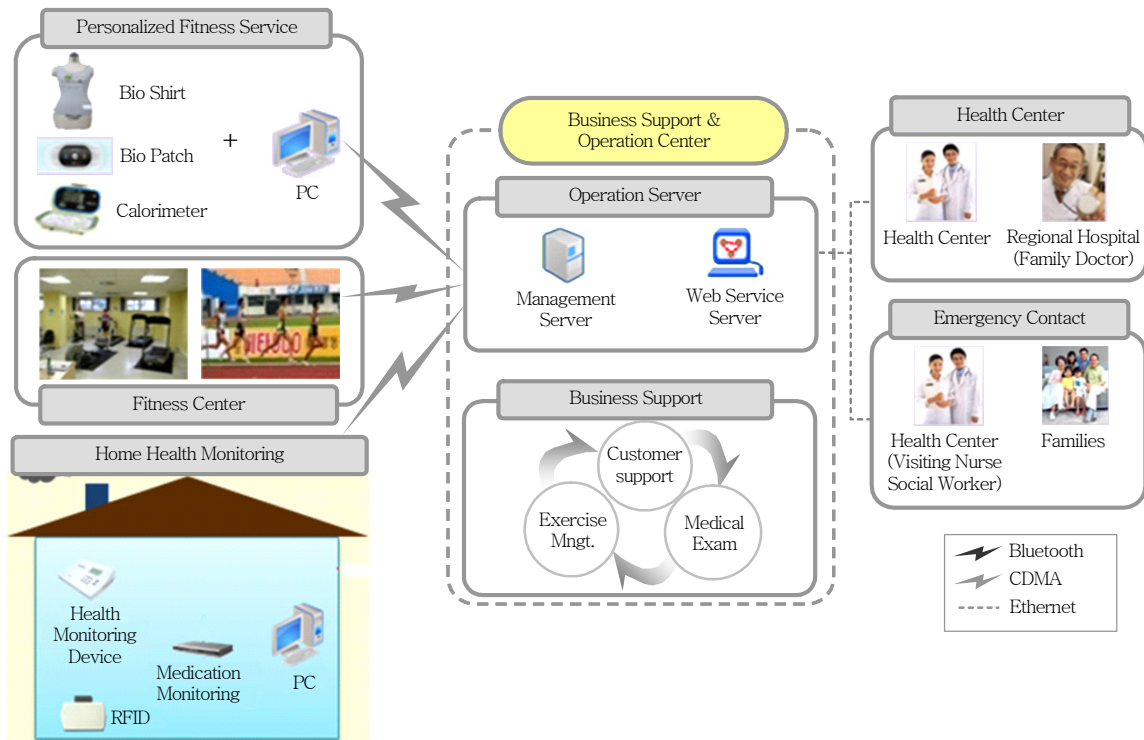 Personalized Fitness Service
Bio Shirt
Bio Patch
+
Calorimeter
PC
Fitness Center
Home Health Monitoring
Health
Monitoring
Device
Medication
Monitoring
PC
RFID
Business Support &
Operation Center
Operation Server
Management
Server
Web Service
Server
Business Support
Customer
support
Exercise
Mngt.
Medical
Exam
Health Center
Health Center
Regional Hospital
(Family Doctor)
Emergency Contact
Health Center
(Visiting Nurse
Social Worker)
Families
Bluetooth
CDMA
Ethernet